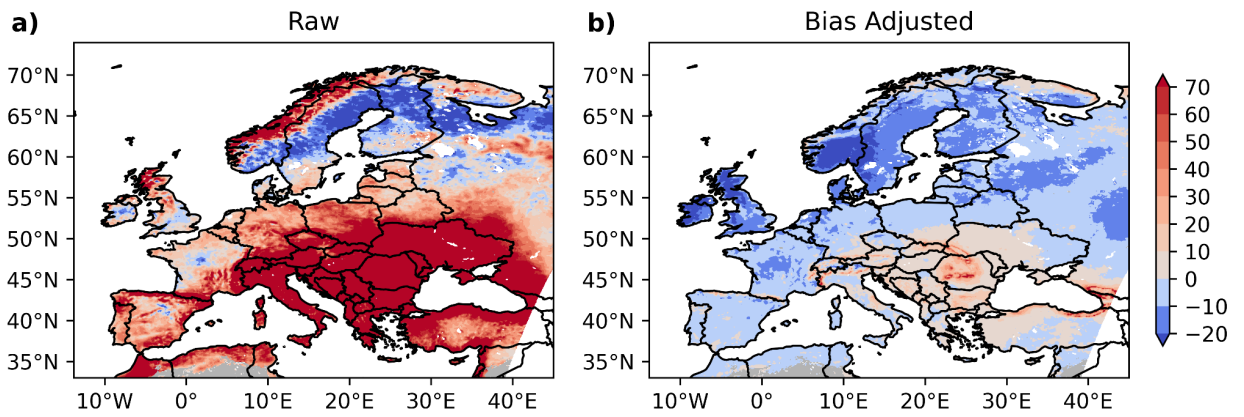 a) Raw b) Bias Adjusted
70°N 70°N 70
65°N 65°N 60
60°N 60°N 50
55°N 55°N 40
50°N 50°N 30
45°N 45°N 20
40°N 40°N 10
35°N 35°N 0
−10
−20
10°W 0° 10°E 20°E 30°E 40°E 10°W 0° 10°E 20°E 30°E 40°E